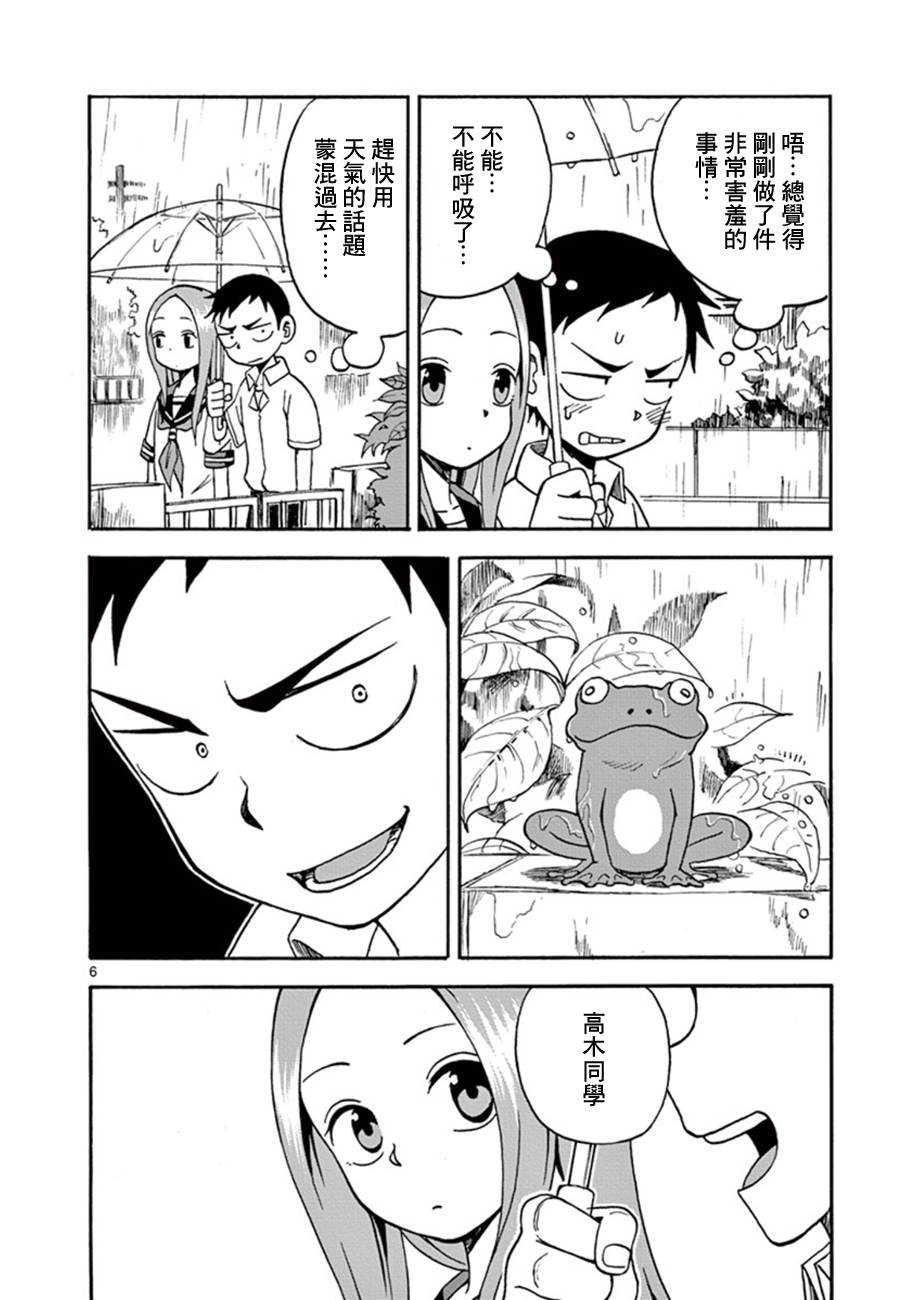 唔…總覺得
剛剛做了件
非常害羞的
事情…
不能…
不能呼吸了…
趕快用
天氣的話題
蒙混過去……
6
高木同學